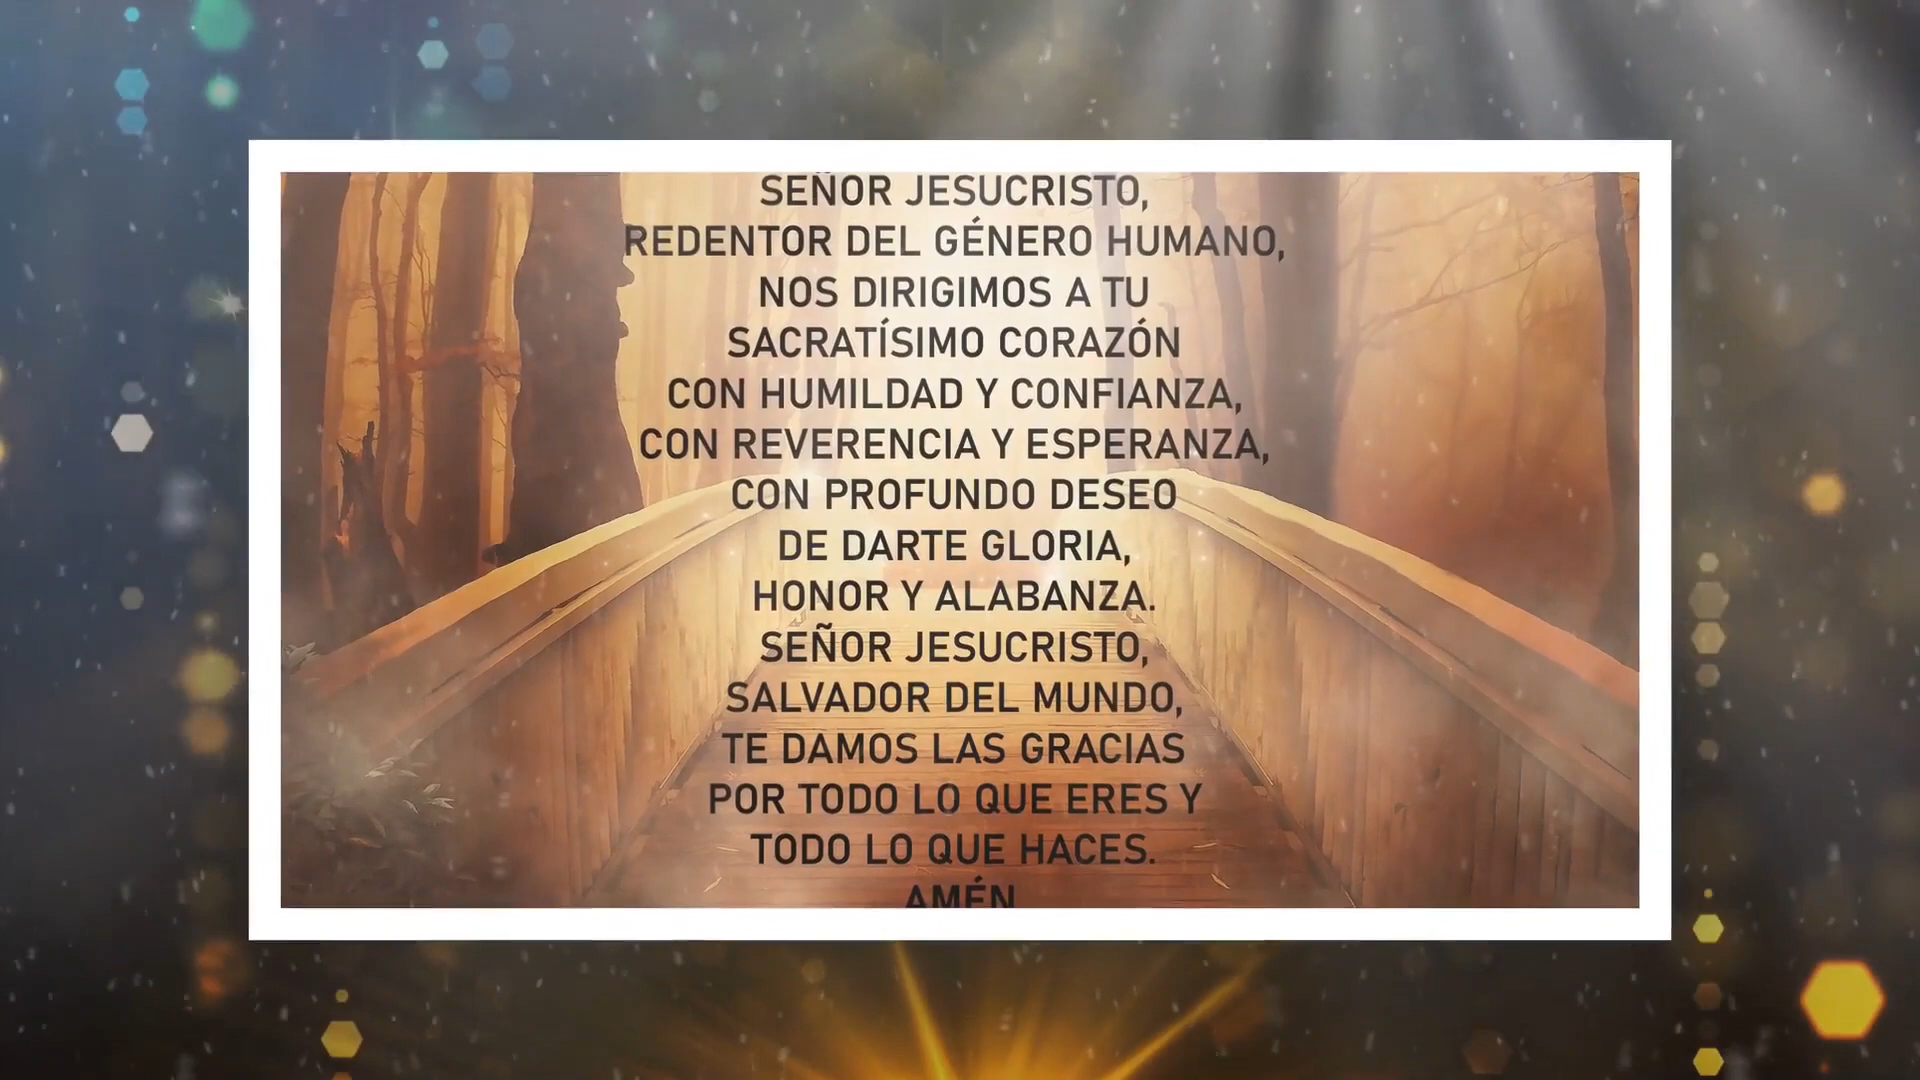 SEÑOR JESUCRISTO,
REDENTOR DEL GÉNERO HUMANO,
NOS DIRIGIMOS A TU
SACRATÍSIMO CORAZÓN
CON HUMILDAD Y CONFIANZA,
CON REVERENCIA Y ESPERANZA,
CON PROFUNDO DESEO
DE DARTE GLORIA,
HONOR Y ALABANZA.
SEÑOR JESUCRISTO,
SALVADOR DEL MUNDO,
TE DAMOS LAS GRACIAS
POR TODO LO QUE ERES Y
TODO LO QUE HACES.
AMÉN